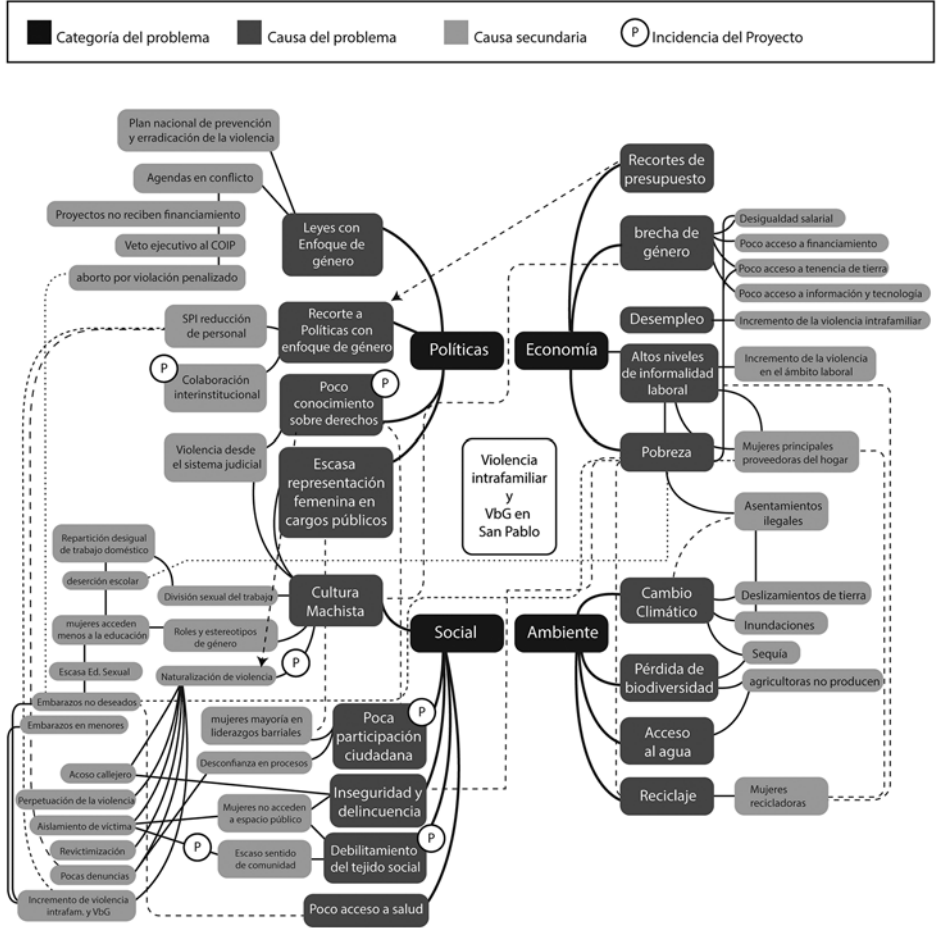 Categoría del problema
Causa del problema
Causa secundaria
P
Incidencia del Proyecto
Plan nacional de prevención
y erradicación de la violencia
Agendas en conflicto
Proyectos no reciben financiamiento
Veto ejecutivo al COIP
aborto por violación penalizado
Leyes con
Enfoque de
género
SPI reducción
de personal
Recorte a
Políticas con
enfoque de género
P
Colaboración
interinstitucional
Poco
conocimiento
sobre derechos
P
Violencia desde
el sistema judicial
Escasa
representación
femenina en
cargos públicos
Políticas
Economía
Recortes de
presupuesto
brecha de
género
Desigualdad salarial
Poco acceso a financiamiento
Poco acceso a tenencia de tierra
Poco acceso a información y tecnología
Desempleo
Incremento de la violencia intrafamiliar
Altos niveles
de informalidad
laboral
Incremento de la violencia
en el ámbito laboral
Pobreza
Mujeres principales
proveedoras del hogar
Violencia
intrafamiliar
y
VbG en
San Pablo
Asentamientos
ilegales
Repartición desigual
de trabajo doméstico
deserción escolar
División sexual del trabajo
Cultura
Machista
mujeres acceden
menos a la educación
Roles y estereotipos
de género
Escasa Ed. Sexual
Naturalización de violencia
P
Embarazos no deseados
Embarazos en menores
Social
Ambiente
Cambio
Climático
Deslizamientos de tierra
Inundaciones
Sequía
Pérdida de
biodiversidad
agricultoras no producen
Acceso
al agua
Reciclaje
Mujeres
recicladoras
mujeres mayoría en
liderazgos barriales
Poca
participación
ciudadana
P
Desconfianza en procesos
Acoso callejero
Perpetuación de la violencia
Aislamiento de víctima
Revictimización
Pocas denuncias
Incremento de violencia
intrafam. y VbG
Mujeres no acceden
a espacio público
Inseguridad y
delincuencia
P
Escaso sentido
de comunidad
Debilitamiento
del tejido social
P
Poco acceso a salud